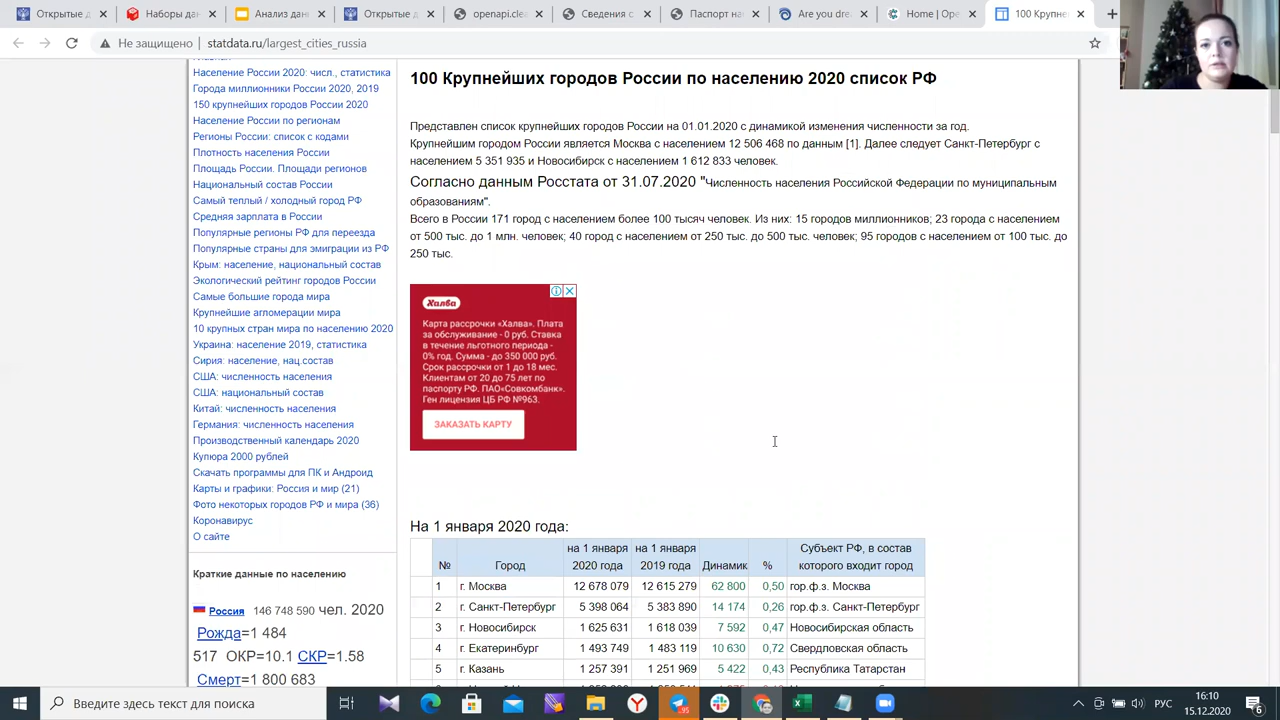 Открытые д
Наборы дан
Открытые д
openapi.clea
Сведения с
Паспорт на
Are you dre
Home | Ope
100 Крупне
Не защищено
statdata.ru/largest_cities_russia
Население России 2020: числ., статистика
Города миллионники России 2020, 2019
150 крупнейших городов России 2020
Население России по регионам
Регионы России: список с кодами
Плотность населения России
Площадь России. Площади регионов
Национальный состав России
Самый теплый / холодный город РФ
Средняя зарплата в России
Популярные регионы РФ для переезда
Популярные страны для эмиграции из РФ
Крым: население, национальный состав
Экологический рейтинг городов России
Самые большие города мира
Крупнейшие агломерации мира
10 крупных стран мира по населению 2020
Украина: население 2019, статистика
Сирия: население, нац.состав
США: численность населения
США: национальный состав
Китай: численность населения
Германия: численность населения
Производственный календарь 2020
Купюра 2000 рублей
Скачать программы для ПК и Андроид
Карты и графики: Россия и мир (21)
Фото некоторых городов РФ и мира (36)
Коронавирус
О сайте
Краткие данные по населению
Россия 146 748 590 чел. 2020
Рожда=1 484
517 ОКР=10.1 СКР=1.58
Смерт=1 800 683
100 Крупнейших городов России по населению 2020 список РФ
Представлен список крупнейших городов России на 01.01.2020 с динамикой изменения численности за год.
Крупнейшим городом России является Москва с населением 12 506 468 по данным [1]. Далее следует Санкт-Петербург с
населением 5 351 935 и Новосибирск с населением 1 612 833 человек.
Согласно данным Росстата от 31.07.2020 "Численность населения Российской Федерации по муниципальным
образованиям".
Всего в России 171 город с населением более 100 тысяч человек. Из них: 15 городов миллионников; 23 города с населением
от 500 тыс. до 1 млн. человек; 40 город с населением от 250 тыс. до 500 тыс. человек; 95 городов с населением от 100 тыс. до
250 тыс.
Халва
Карта рассрочки «Халва». Плата
за обслуживание - 0 руб. Ставка
в течение льготного периода -
0% год. Сумма - до 350 000 руб.
Срок рассрочки от 1 до 18 мес.
Клиентам от 20 до 75 лет по
паспорту РФ. ПАО«Совкомбанк».
Ген лицензия ЦБ РФ №963.
ЗАКАЗАТЬ КАРТУ
На 1 января 2020 года:
№ Город на 1 января 2020 года на 1 января 2019 года Динамик % Субъект РФ, в состав которого входит город
1 г. Москва 12 678 079 12 615 279 62 800 0,50 гор.ф.з. Москва
2 г. Санкт-Петербург 5 398 064 5 383 890 14 174 0,26 гор.ф.з. Санкт-Петербург
3 г. Новосибирск 1 625 631 1 618 039 7 592 0,47 Новосибирская область
4 г. Екатеринбург 1 493 749 1 483 119 10 630 0,72 Свердловская область
5 г. Казань 1 257 391 1 251 969 5 422 0,43 Республика Татарстан
Введите здесь текст для поиска
РУС
16:10
15.12.2020
6